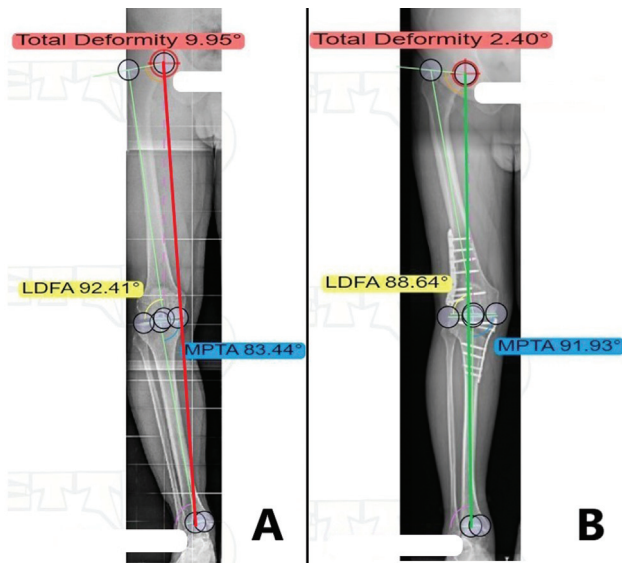 Total Deformity 9.95°
LDFA 92.41°
MPTA 83.44°
A
Total Deformity 2.40°
LDFA 88.64°
MPTA 91.93°
B